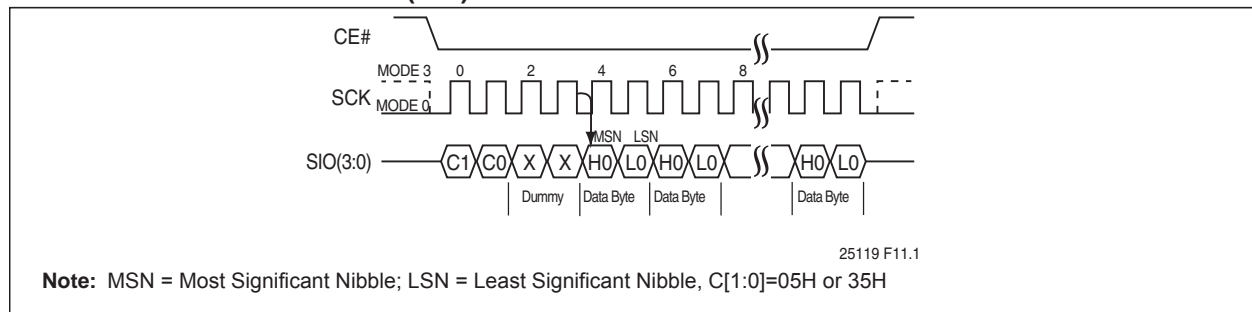 CE#
MODE 3 0 2 4 6 8
SCK
MODE 0
MSN LSN
SIO(3:0) C1 C0 X X H0 L0 H0 L0 H0 L0
Dummy Data Byte Data Byte Data Byte
25119 F11.1
Note: MSN = Most Significant Nibble; LSN = Least Significant Nibble, C[1:0]=05H or 35H